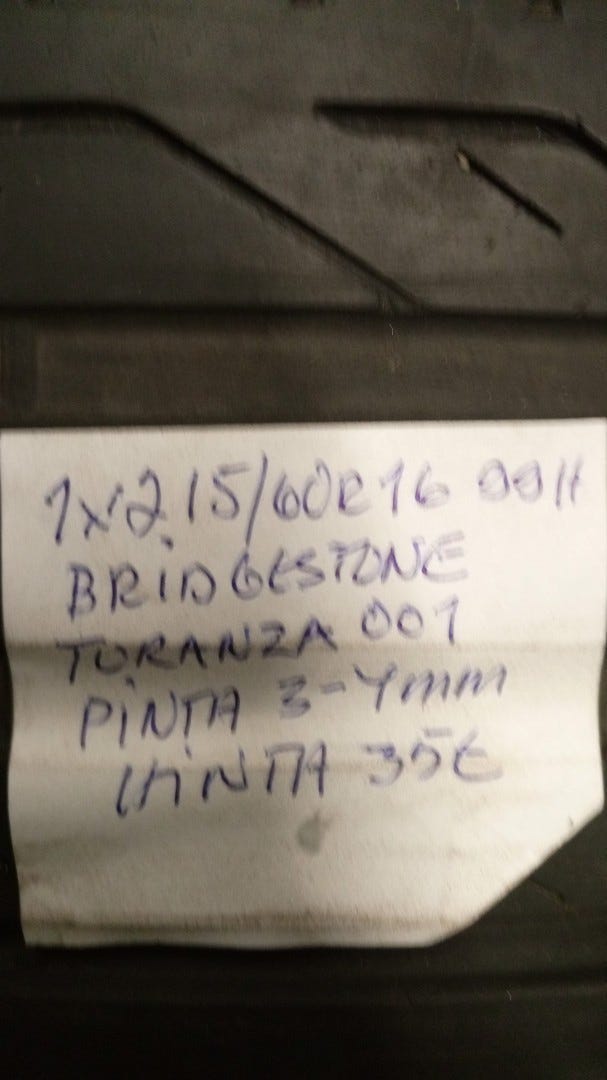 1x215/60R16 99H
BRIDGESTONE
TURANZA 001
PINTA 3-4mm
HINTA 35€